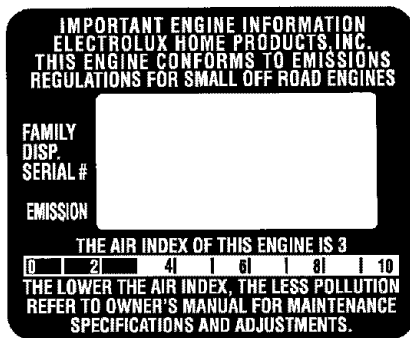 IMPORTANT ENGINE INFORMATION
ELECTROLUX HOME PRODUCTS, INC.
THIS ENGINE CONFORMS TO EMISSIONS
REGULATIONS FOR SMALL OFF ROAD ENGINES
FAMILY
DISP.
SERIAL #
EMISSION
THE AIR INDEX OF THIS ENGINE IS 3
0 2 4 6 8 10
THE LOWER THE AIR INDEX, THE LESS POLLUTION
REFER TO OWNER'S MANUAL FOR MAINTENANCE
SPECIFICATIONS AND ADJUSTMENTS.